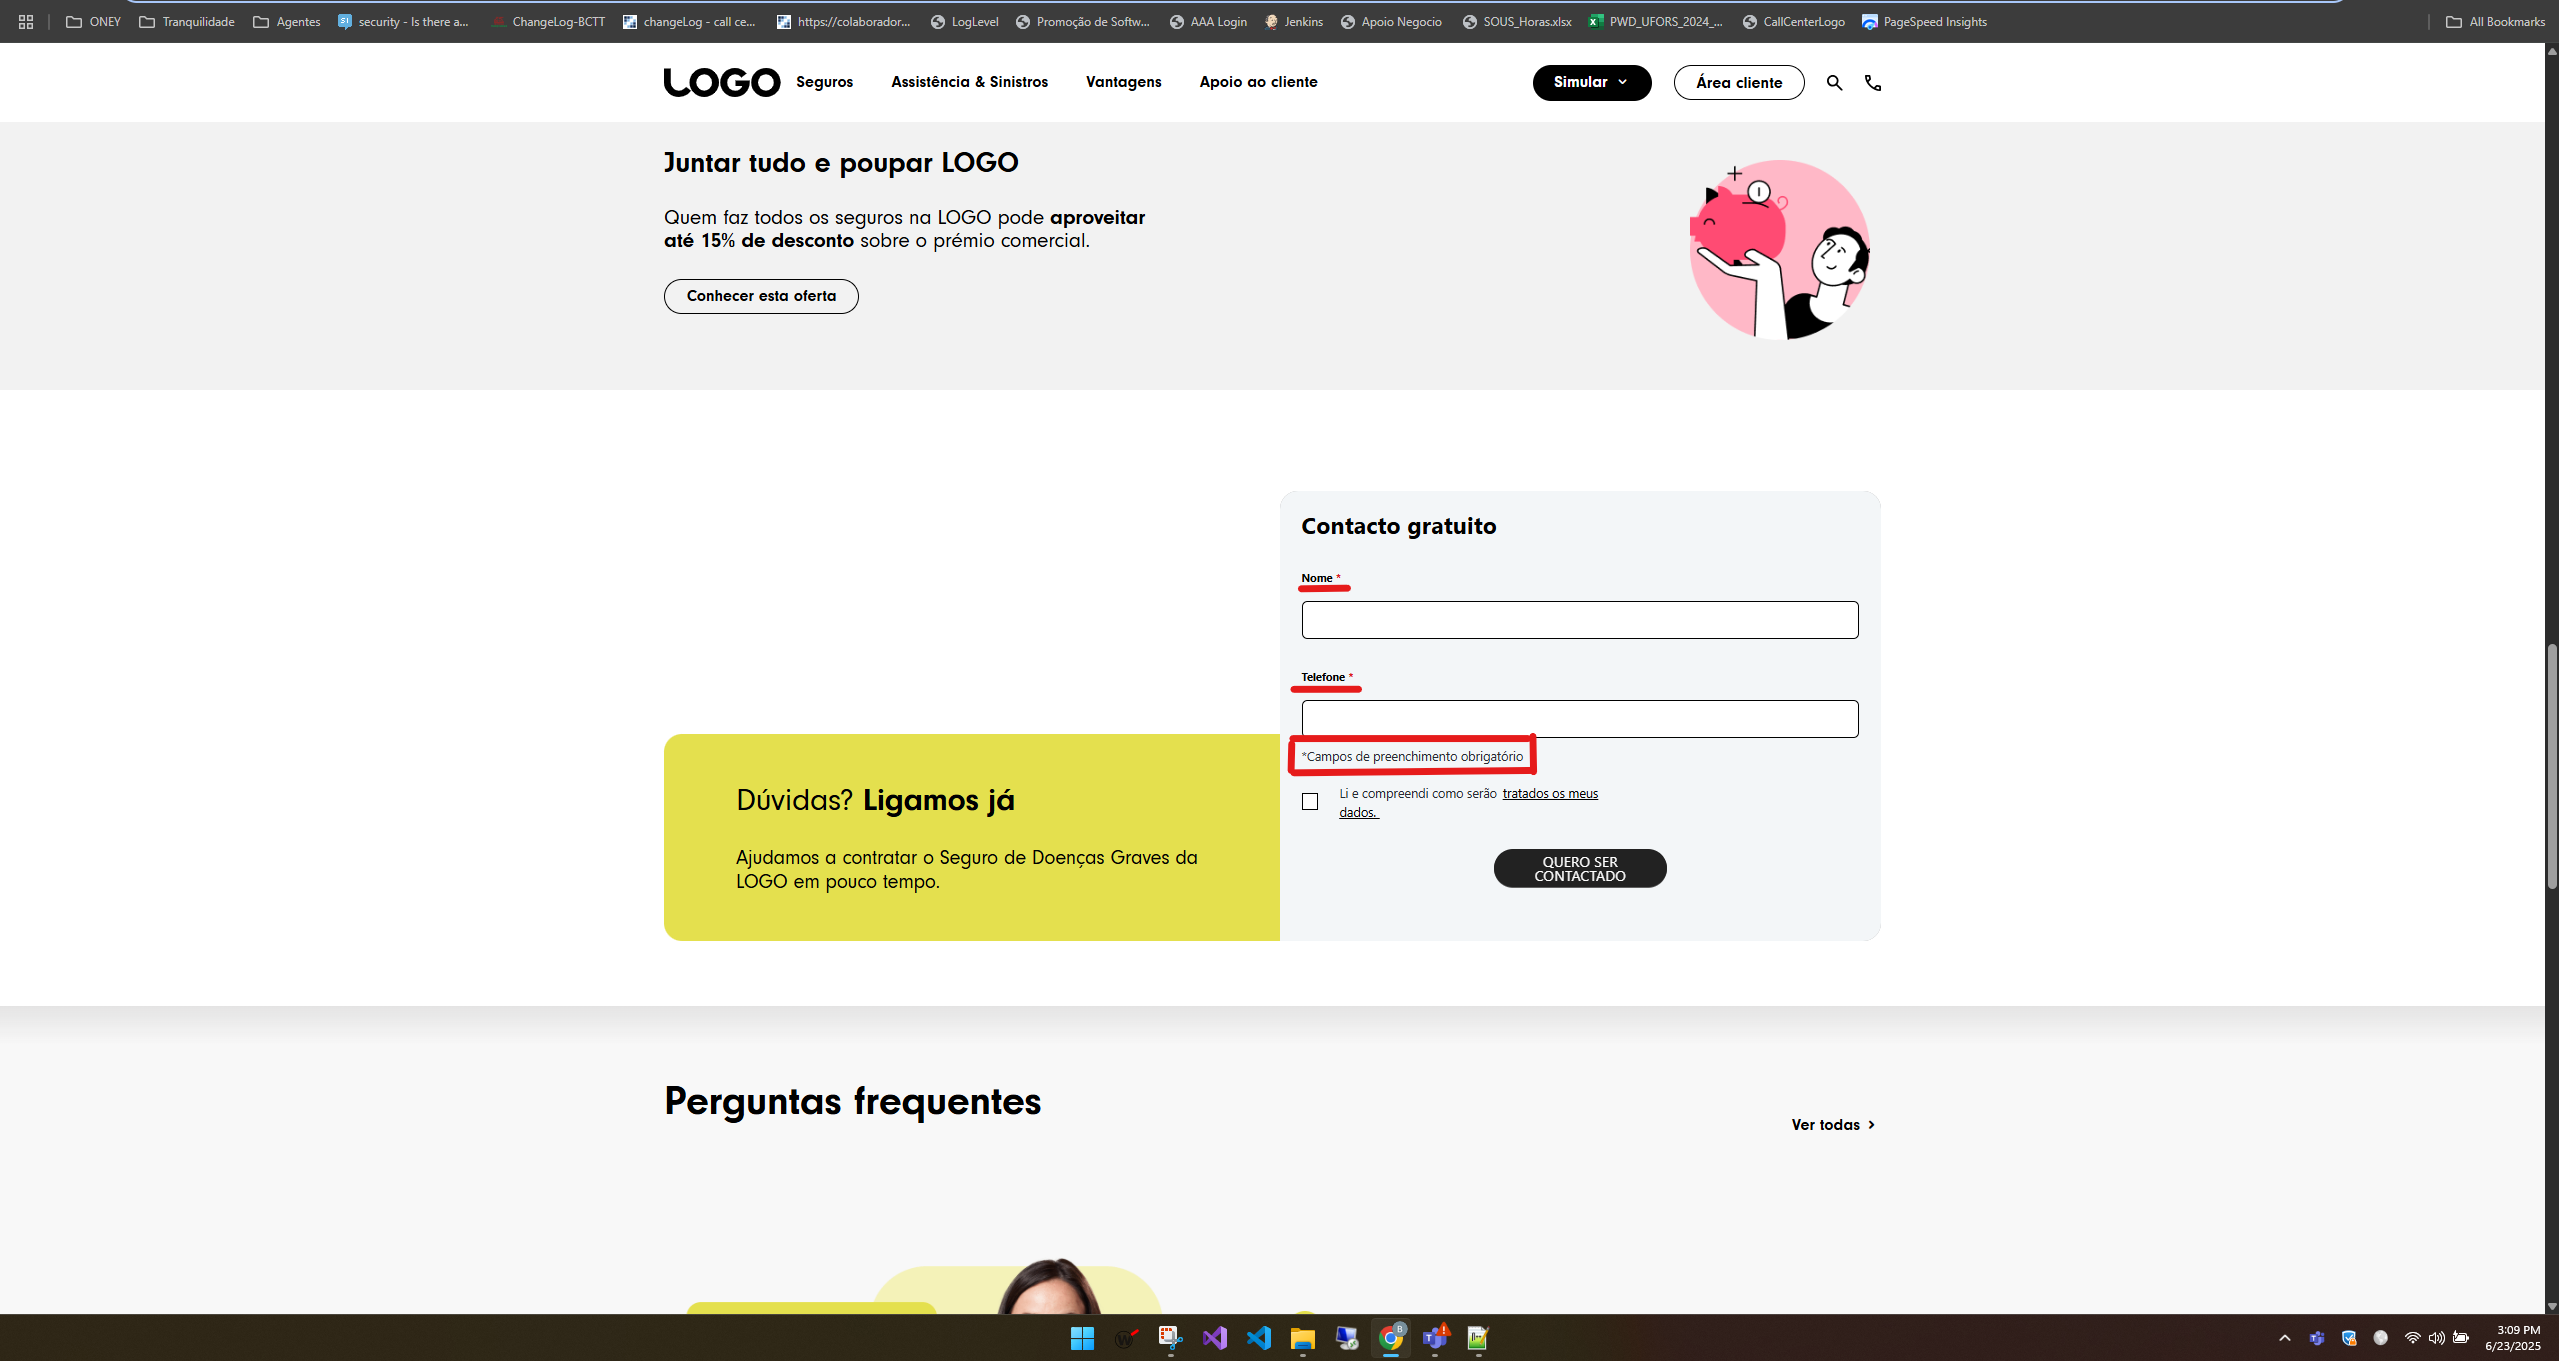 ONEY
Tranquilidade
Agentes
security - Is there a...
ChangeLog-BCTT
changeLog - call ce...
https://colaborador...
LogLevel
Promoção de Softw...
AAA Login
Jenkins
Apoio Negocio
SOUS_Horas.xlsx
PWD_UFORS_2024_...
CallCenterLogo
PageSpeed Insights
All Bookmarks
LOGO
Seguros
Assistência & Sinistros
Vantagens
Apoio ao cliente
Simular
Área cliente
Juntar tudo e poupar LOGO
Quem faz todos os seguros na LOGO pode aproveitar
até 15% de desconto sobre o prémio comercial.
Conhecer esta oferta
Contacto gratuito
Nome *
Telefone *
*Campos de preenchimento obrigatório
Li e compreendi como serão tratados os meus
dados.
QUERO SER
CONTACTADO
Dúvidas? Ligamos já
Ajudamos a contratar o Seguro de Doenças Graves da
LOGO em pouco tempo.
Perguntas frequentes
Ver todas
3:09 PM
6/23/2025